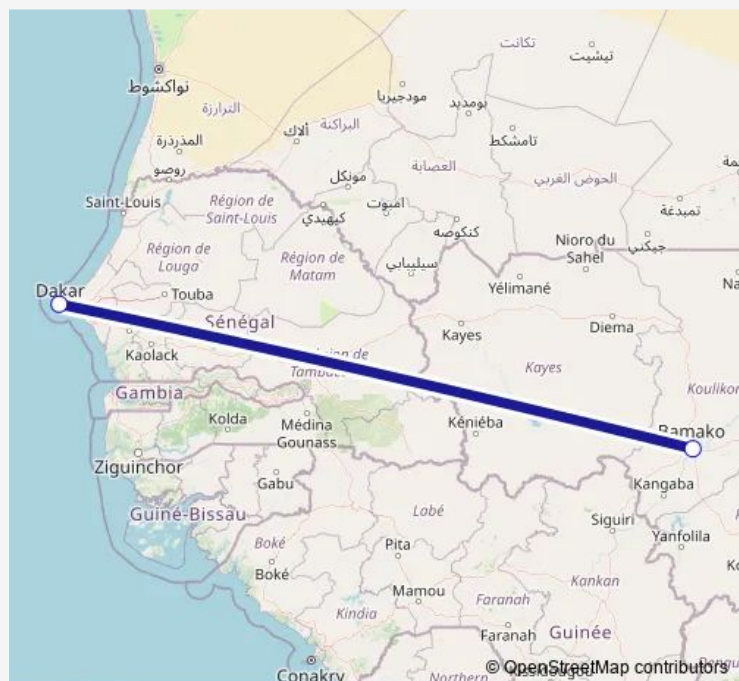 تكانت
تيشيت
نواكشوط
مودجيريا
بومديد
الترارزة
البراكنة
ألاك
تامشكط
المذرذرة
روصو
مونكل
العصابة
الحوض الغربي
Saint-Louis
Région de
Saint-Louis
كيهيدي
امبوت
كنكوصه
تمبدغة
جيكني
Région de
Louga
Région de
Matam
سيليبابي
Nioro du
Sahel
Yélimané
Dakar
Touba
Sénégal
Kayes
Diema
Kaolack
Kayes
Gambia
Kolda
Médina
Gounass
Kéniéba
Bamako
Ziguinchor
Gabu
Kangaba
Guiné-Bissau
Labé
Siguiri
Yanfolila
Boké
Boké
Pita
Mamou
Kankan
Kindia
Faranah
Faranah
Guinée
Conakry
Northern
© OpenStreetMap contributors